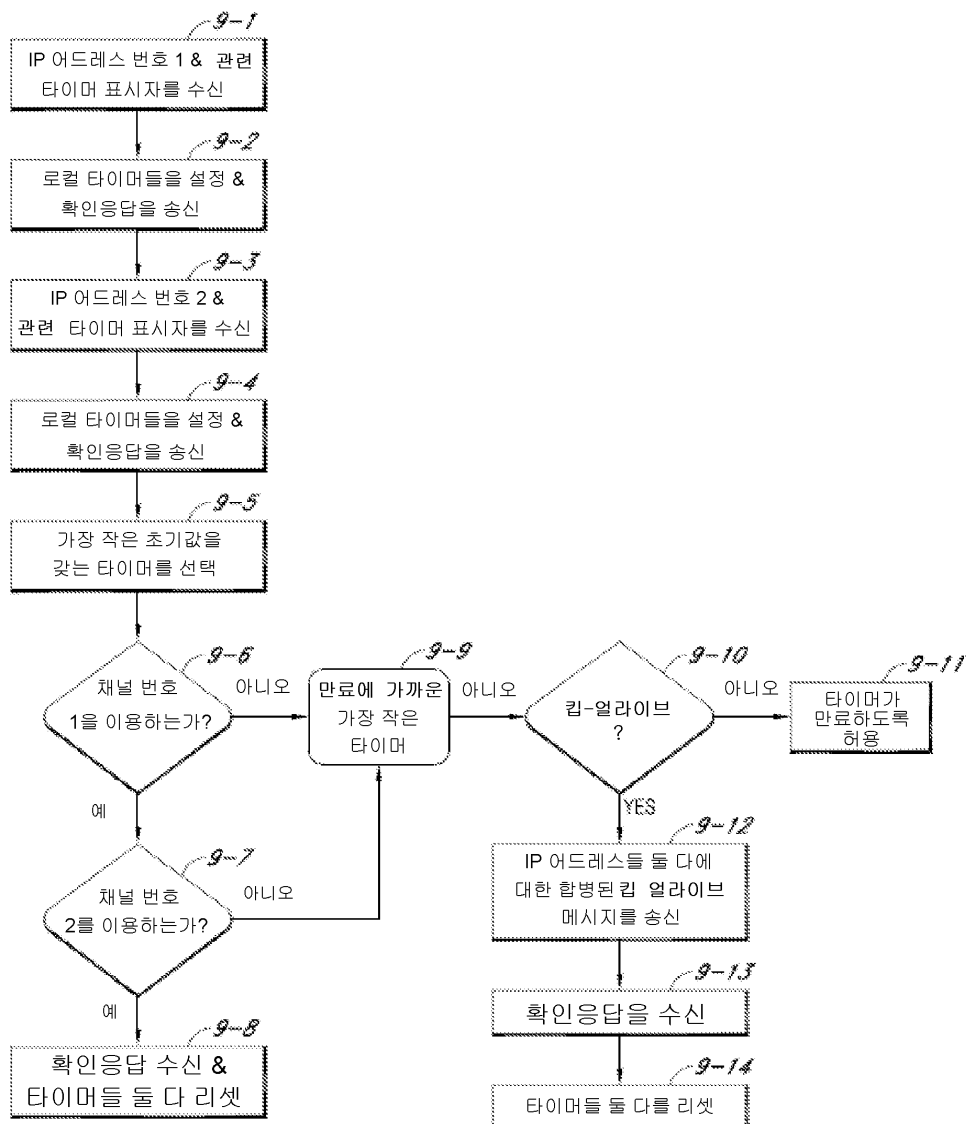 9-1
IP 어드레스 번호 1 & 관련
타이머 표시자를 수신
9-2
로컬 타이머들을 설정 &
확인응답을 송신
9-3
IP 어드레스 번호 2 &
관련 타이머 표시자를 수신
9-4
로컬 타이머들을 설정 &
확인응답을 송신
9-5
가장 작은 초기값을
갖는 타이머를 선택
9-6
채널 번호
1을 이용하는가?
아니오
예
9-7
채널 번호
2를 이용하는가?
아니오
예
9-8
확인응답 수신 &
타이머들 둘 다 리셋
9-9
만료에 가까운
가장 작은
타이머
아니오
9-10
킵-얼라이브
?
아니오
YES
9-11
타이머가
만료하도록
허용
9-12
IP 어드레스들 둘 다에
대한 합병된 킵 얼라이브
메시지를 송신
9-13
확인응답을 수신
9-14
타이머들 둘 다를 리셋